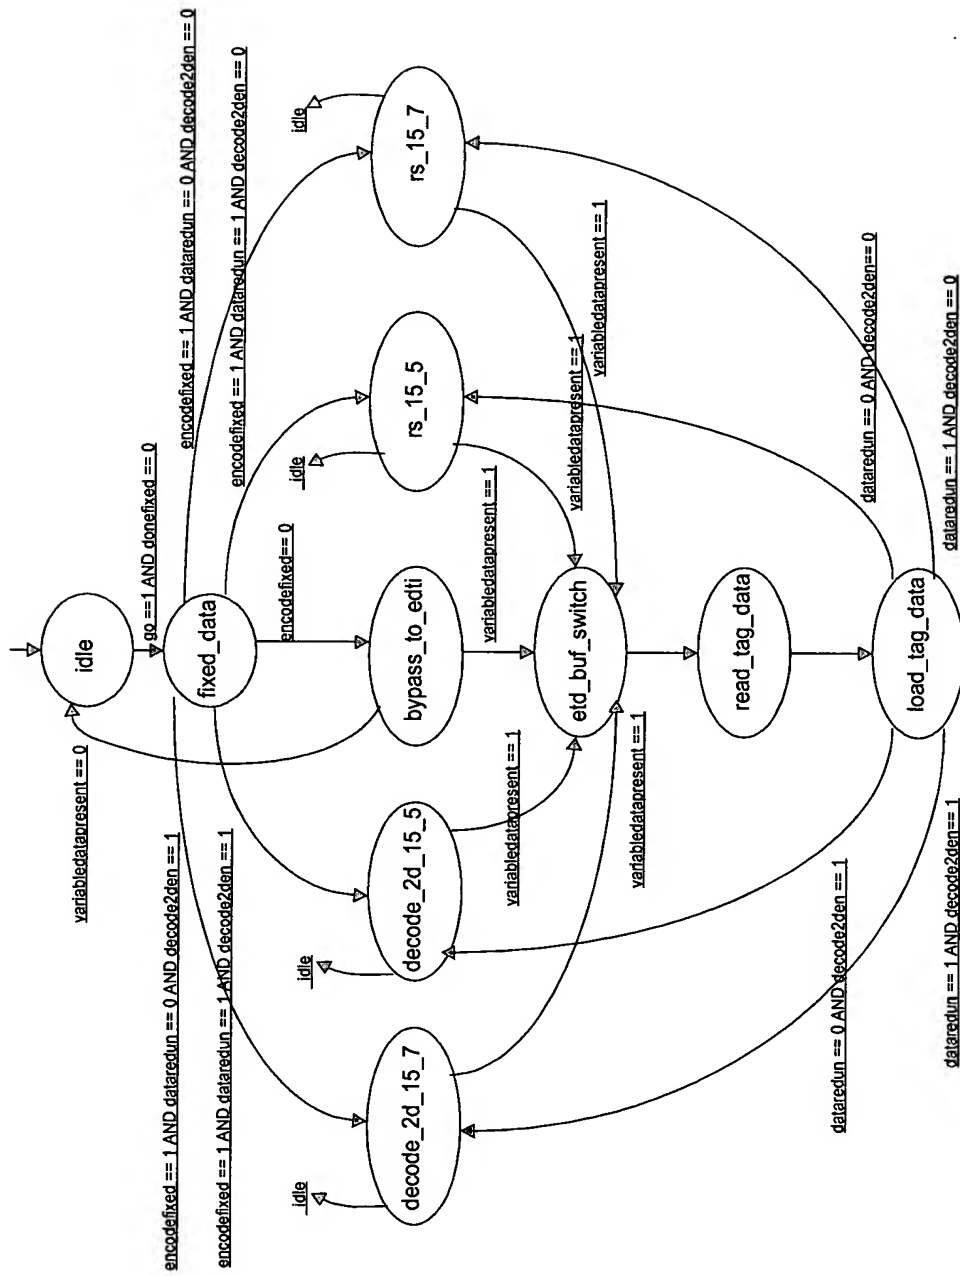 variabledatapresent == 0
idle
go ==1 AND donefixed == 0
encodefixed == 1 AND dataredun == 0 AND decode2den == 1
encodefixed == 1 AND dataredun == 0 AND decode2den == 0
fixed_data
encodefixed == 1 AND dataredun == 1 AND decode2den == 1
encodefixed == 1 AND dataredun == 1 AND decode2den == 0
encodefixed== 0
idle
idle
idle
idle
decode_2d_15_7
decode_2d_15_5
bypass_to_edti
rs_15_5
rs_15_7
variabledatapresent == 1
variabledatapresent == 1
variabledatapresent == 1
variabledatapresent == 1
variabledatapresent == 1
etd_buf_switch
read_tag_data
dataredun == 0 AND decode2den == 1
dataredun == 0 AND decode2den== 0
load_tag_data
dataredun == 1 AND decode2den== 1
dataredun == 1 AND decode2den == 0